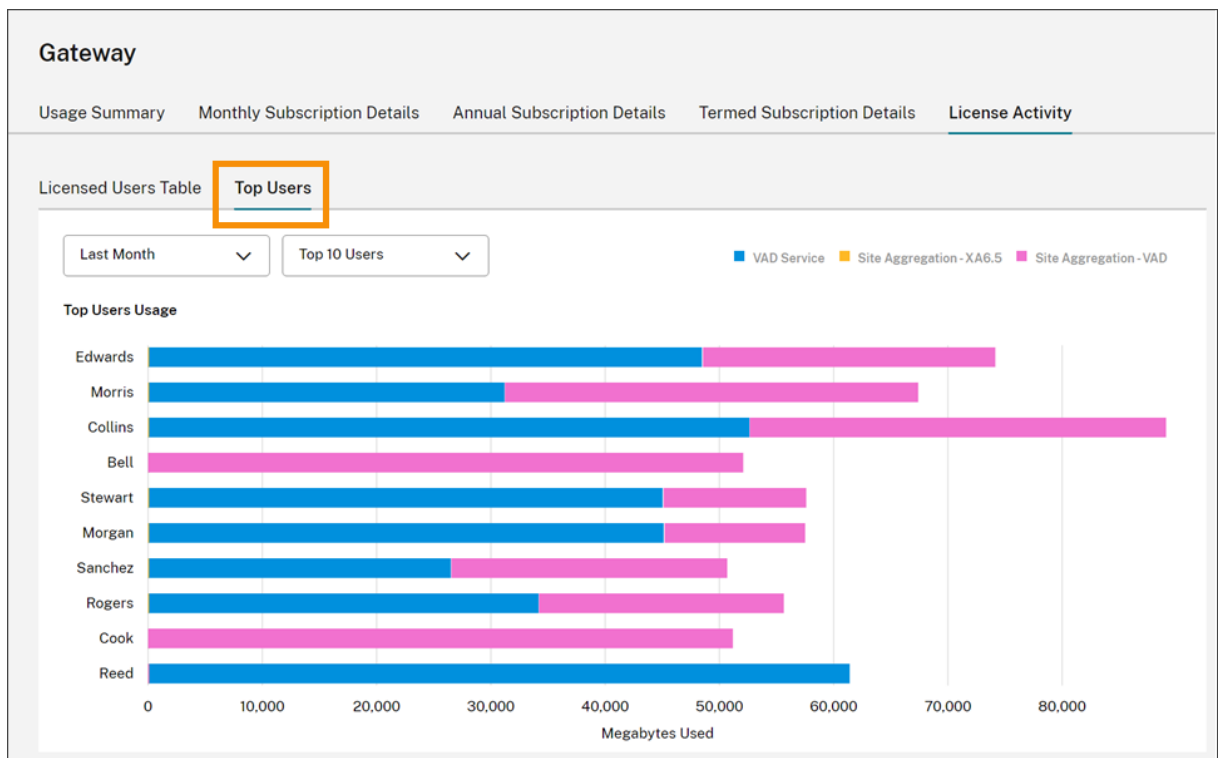 Gateway
Usage Summary Monthly Subscription Details Annual Subscription Details Termed Subscription Details License Activity
Licensed Users Table Top Users
Last Month Top 10 Users VAD Service Site Aggregation - XA6.5 Site Aggregation - VAD
Top Users Usage
Edwards
Morris
Collins
Bell
Stewart
Morgan
Sanchez
Rogers
Cook
Reed
0 10,000 20,000 30,000 40,000 50,000 60,000 70,000 80,000
Megabytes Used